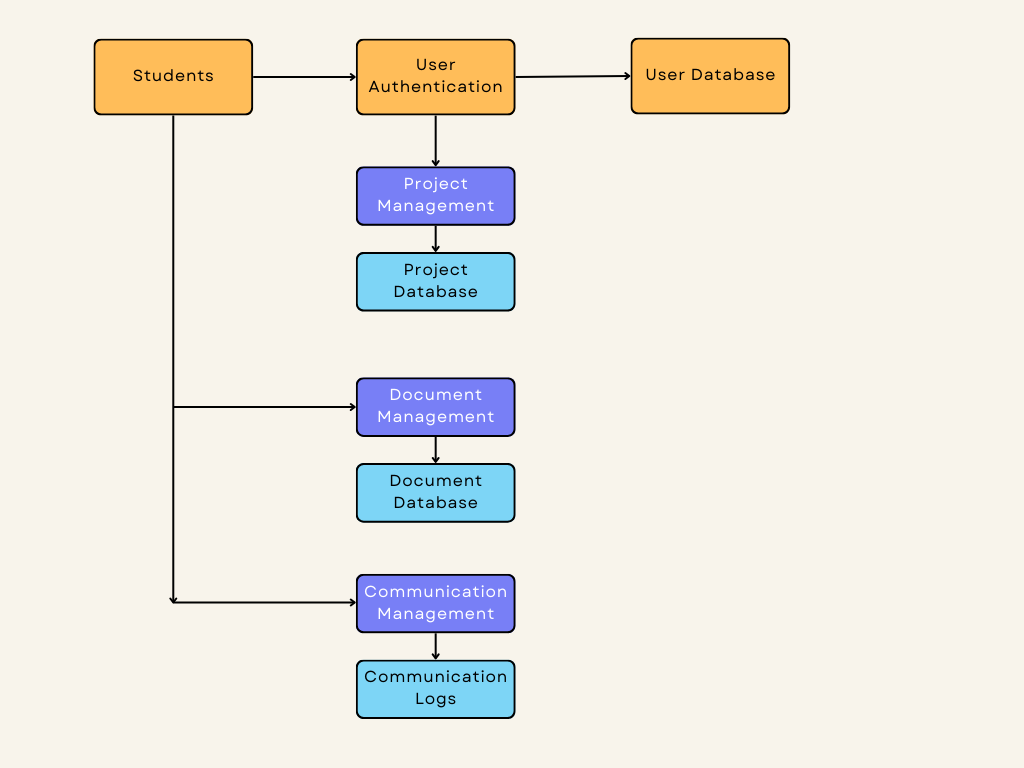 Students
User
Authentication
User Database
Project
Management
Project
Database
Document
Management
Document
Database
Communication
Management
Communication
Logs